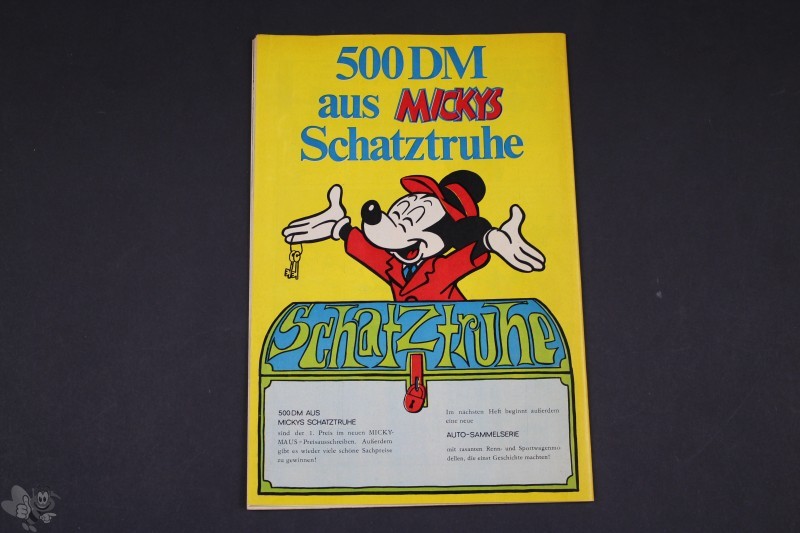 500 DM
aus MICKYS
Schatztruhe
Schatztruhe
500 DM AUS
MICKYS SCHATZTRUHE
sind der 1. Preis im neuen MICKY-
MAUS-Preisausschreiben. Außerdem
gibt es wieder viele schöne Sachpreise
zu gewinnen!
Im nächsten Heft beginnt außerdem
eine neue
AUTO-SAMMELSERIE
mit rasanten Renn- und Sportwagenmo-
dellen, die einst Geschichte machten!